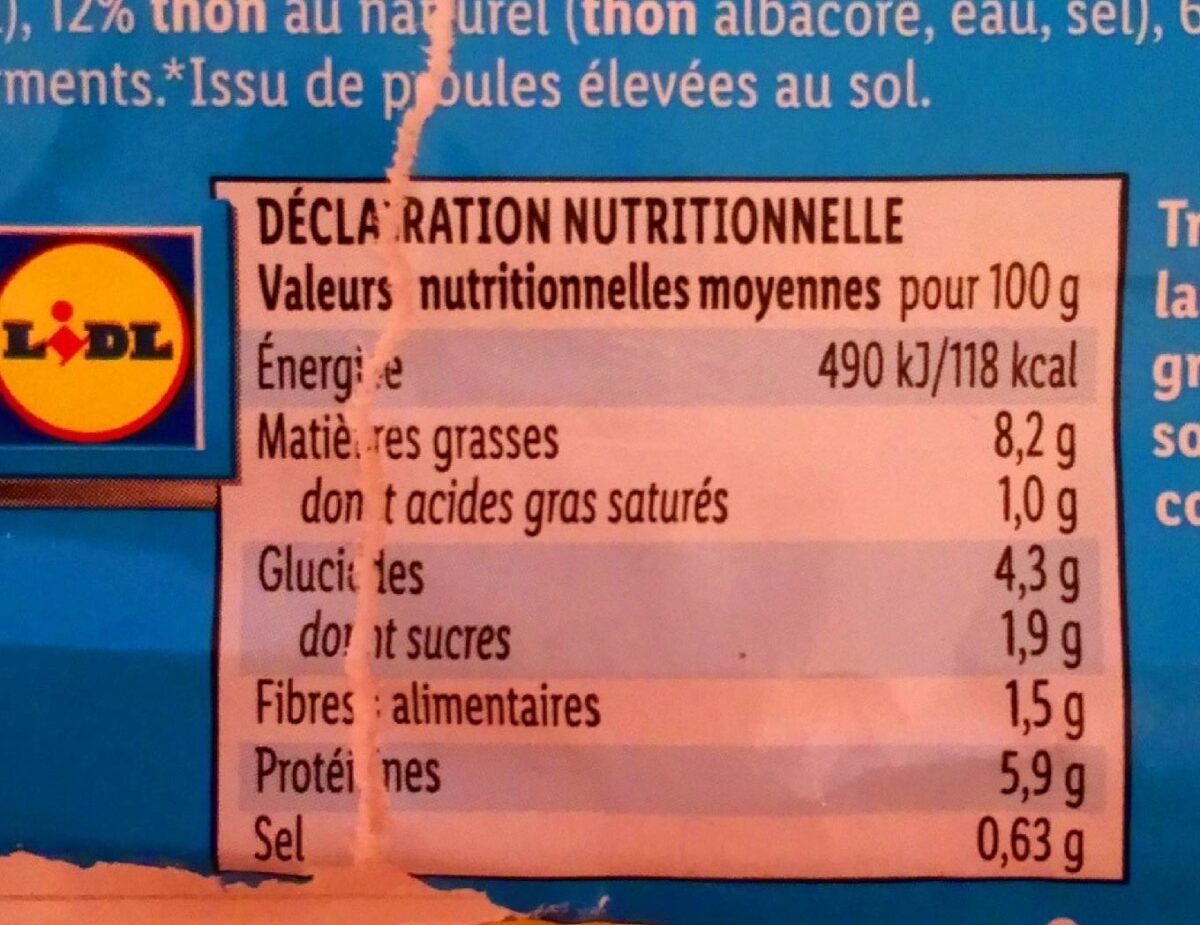 12% thon au naturel (thon albacore, eau, sel), 6
ments.*Issu de poules élevées au sol.
LIDL
DÉCLARATION NUTRITIONNELLE
Valeurs nutritionnelles moyennes pour 100 g
Énergie 490 kJ/118 kcal
Matières grasses 8,2 g
dont acides gras saturés 1,0 g
Glucides 4,3 g
dont sucres 1,9 g
Fibres alimentaires 1,5 g
Protéines 5,9 g
Sel 0,63 g
Tr
la
gr
so
co